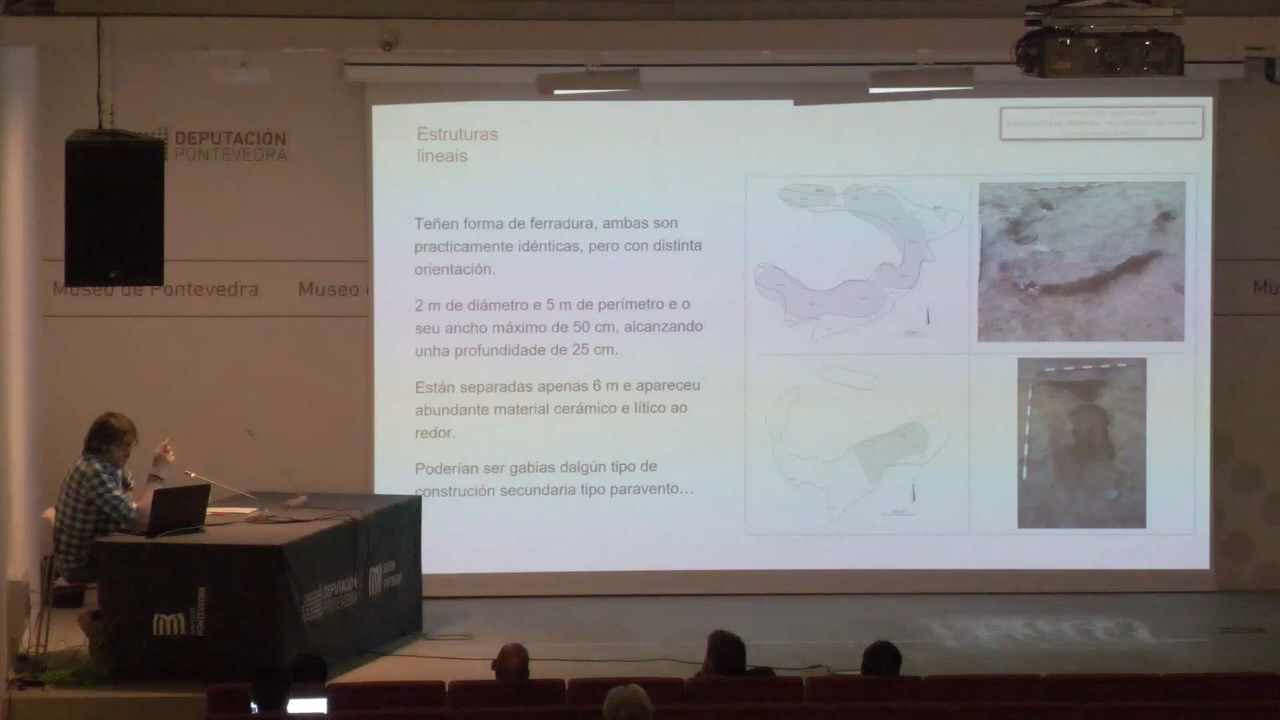 DEPUTACIÓN
PONTEVEDRA
Museo de Pontevedra
Museo
Mu
Estruturas
lineais
Teñen forma de ferradura, ambas son
practicamente idénticas, pero con distinta
orientación.
2 m de diámetro e 5 m de perímetro e o
seu ancho máximo de 50 cm, alcanzando
unha profundidade de 25 cm.
Están separadas apenas 6 m e apareceu
abundante material cerámico e lítico ao
redor.
Poderían ser gabias dalgún tipo de
construción secundaria tipo paravento...